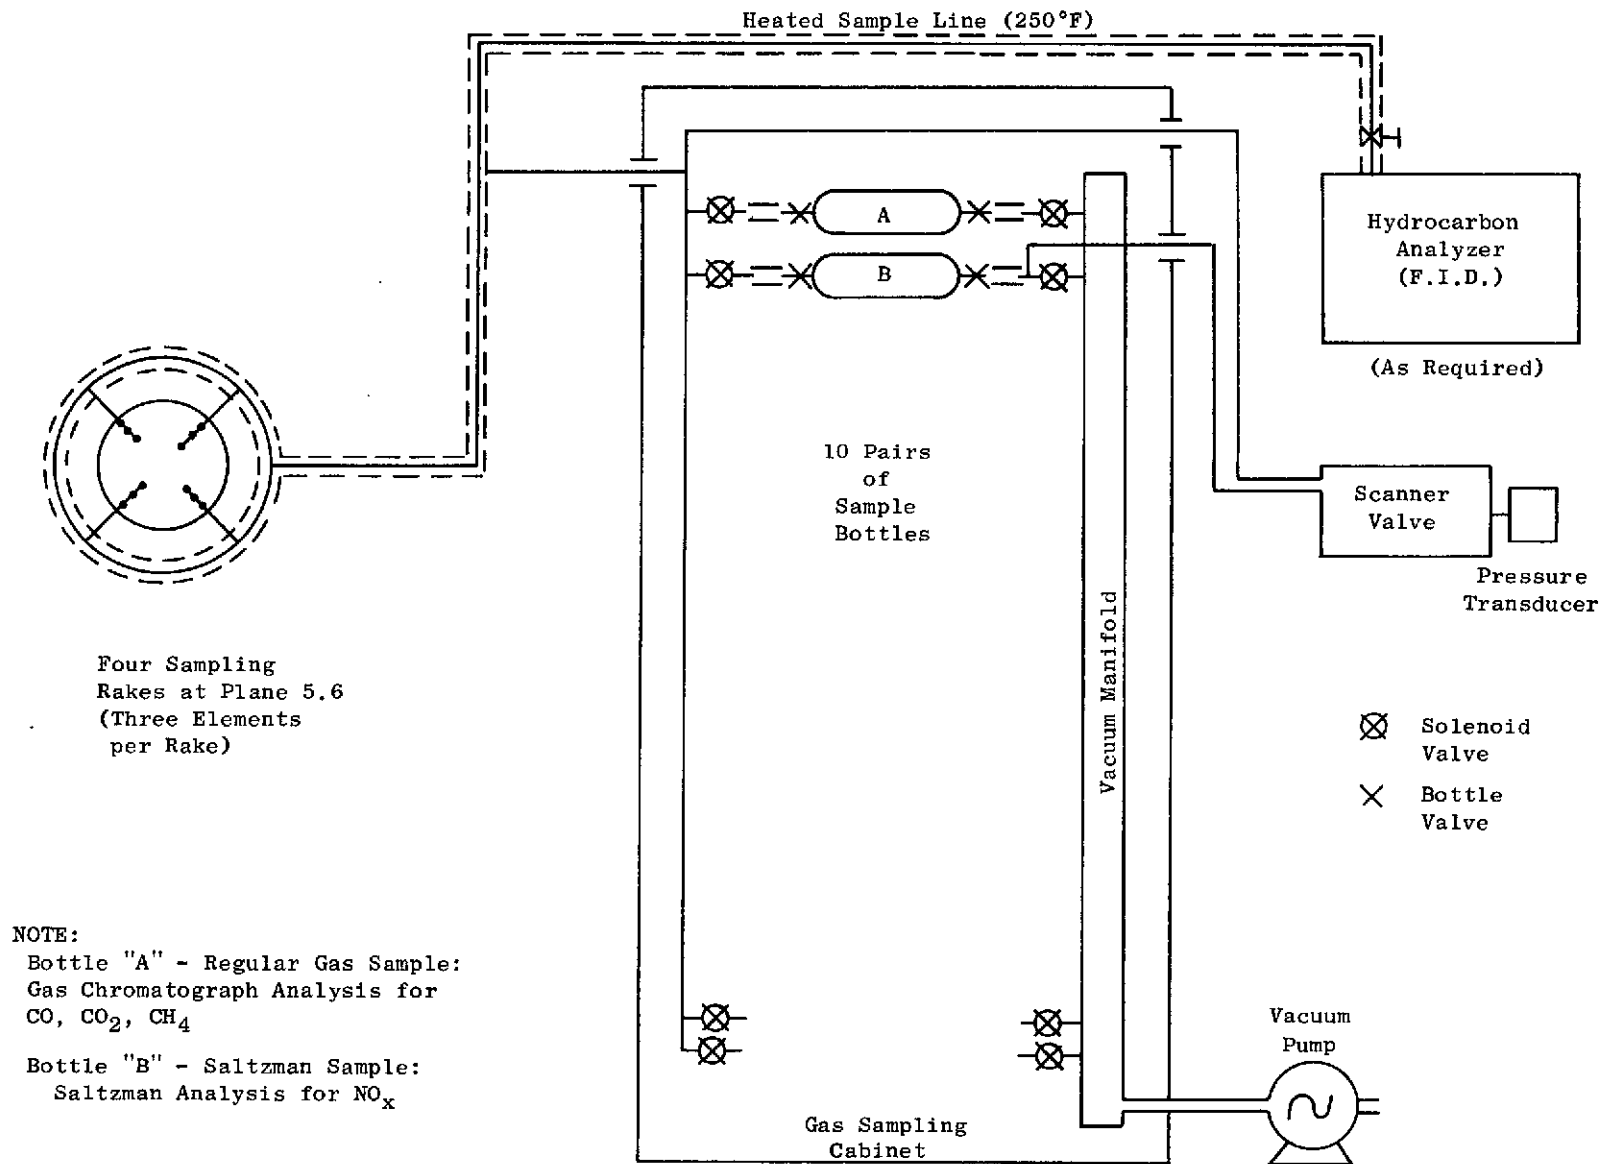 Heated Sample Line (250°F)
A
B
Hydrocarbon
Analyzer
(F.I.D.)
(As Required)
10 Pairs
of
Sample
Bottles
Scanner
Valve
Pressure
Transducer
Vacuum Manifold
Four Sampling
Rakes at Plane 5.6
(Three Elements
per Rake)
Solenoid
Valve
Bottle
Valve
NOTE:
Bottle "A" - Regular Gas Sample:
Gas Chromatograph Analysis for
CO, CO₂, CH₄
Bottle "B" - Saltzman Sample:
Saltzman Analysis for NOₓ
Vacuum
Pump
Gas Sampling
Cabinet